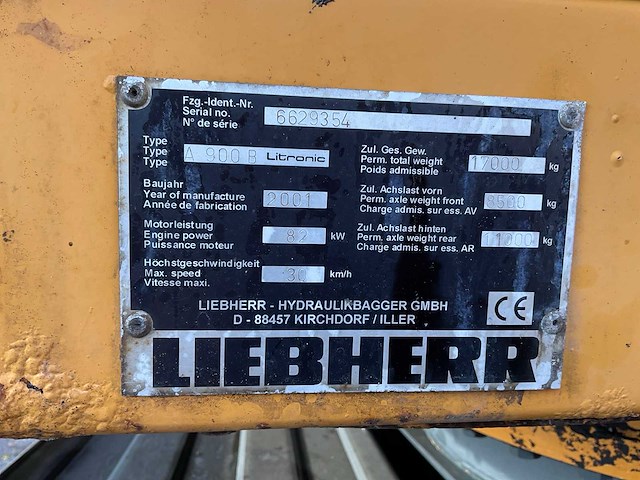 Fzg.-Ident.-Nr.
Serial no.
N° de série
6629354
Type
Type
Type
A 900 B Litronic
Baujahr
Year of manufacture
Année de fabrication
2001
Motorleistung
Engine power
Puissance moteur
82 kW
Höchstgeschwindigkeit
Max. speed
Vitesse maxi.
30 km/h
Zul. Ges. Gew.
Perm. total weight
Poids admissible
17000 kg
Zul. Achslast vorn
Perm. axle weight front
Charge admis. sur ess. AV
8500 kg
Zul. Achslast hinten
Perm. axle weight rear
Charge admis. sur ess. AR
11000 kg
LIEBHERR - HYDRAULIKBAGGER GMBH
D - 88457 KIRCHDORF / ILLER
CE
LIEBHERR